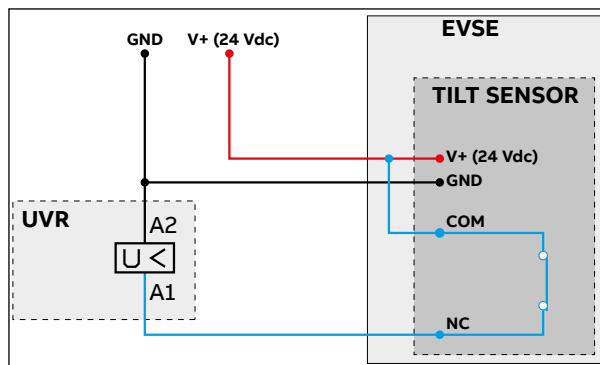 EVSE
GND V+ (24 Vdc)
TILT SENSOR
V+ (24 Vdc)
GND
UVR
A2
COM
U <
A1
NC